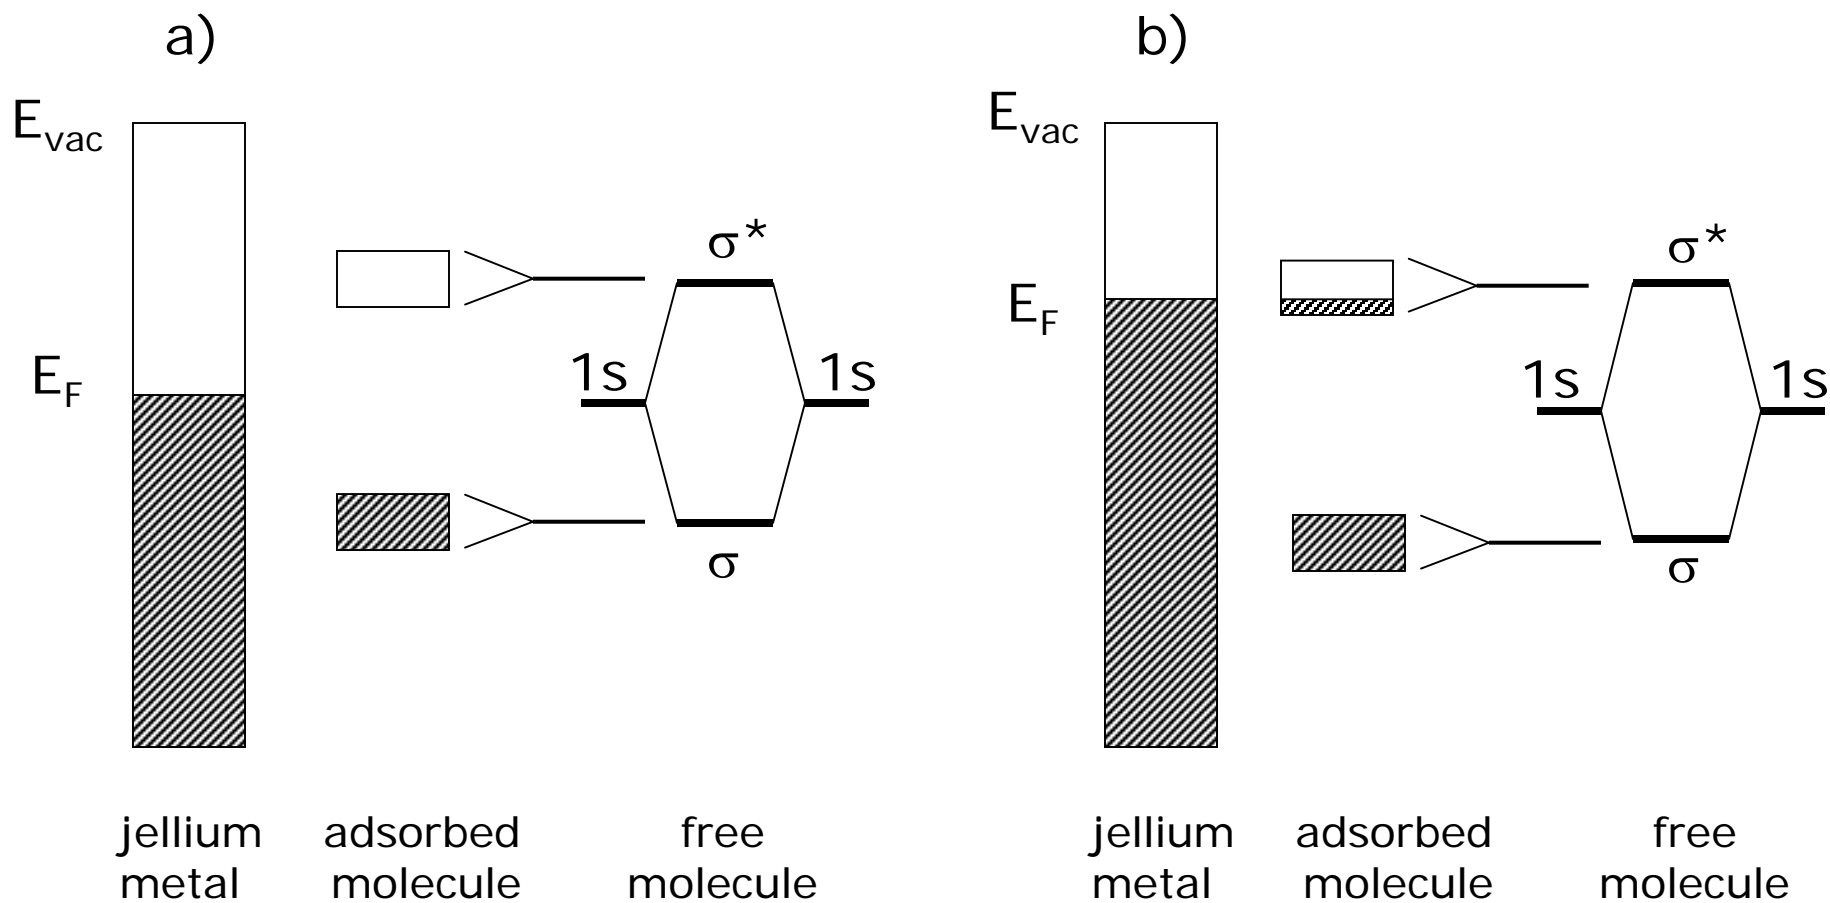 a)
E_vac
E_F
σ*
1s
1s
σ
jellium metal
adsorbed molecule
free molecule
b)
E_vac
E_F
σ*
1s
1s
σ
jellium metal
adsorbed molecule
free molecule